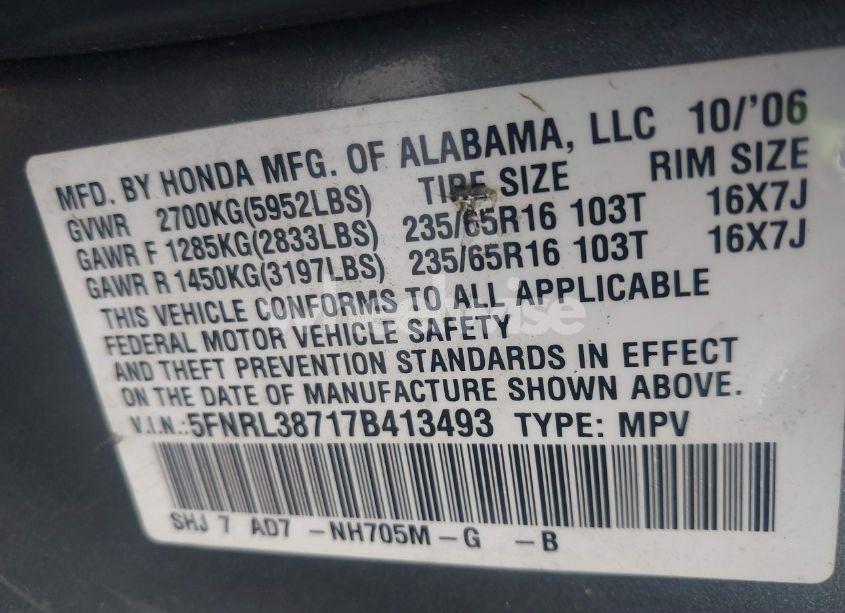 MFD. BY HONDA MFG. OF ALABAMA, LLC 10/'06
GVWR 2700KG(5952LBS) TIRE SIZE RIM SIZE
GAWR F 1285KG(2833LBS) 235/65R16 103T 16X7J
GAWR R 1450KG(3197LBS) 235/65R16 103T 16X7J
THIS VEHICLE CONFORMS TO ALL APPLICABLE
FEDERAL MOTOR VEHICLE SAFETY
AND THEFT PREVENTION STANDARDS IN EFFECT
ON THE DATE OF MANUFACTURE SHOWN ABOVE.
V.I.N.:5FNRL38717B413493 TYPE: MPV
SHJ 7 AD7 -NH705M-G -B